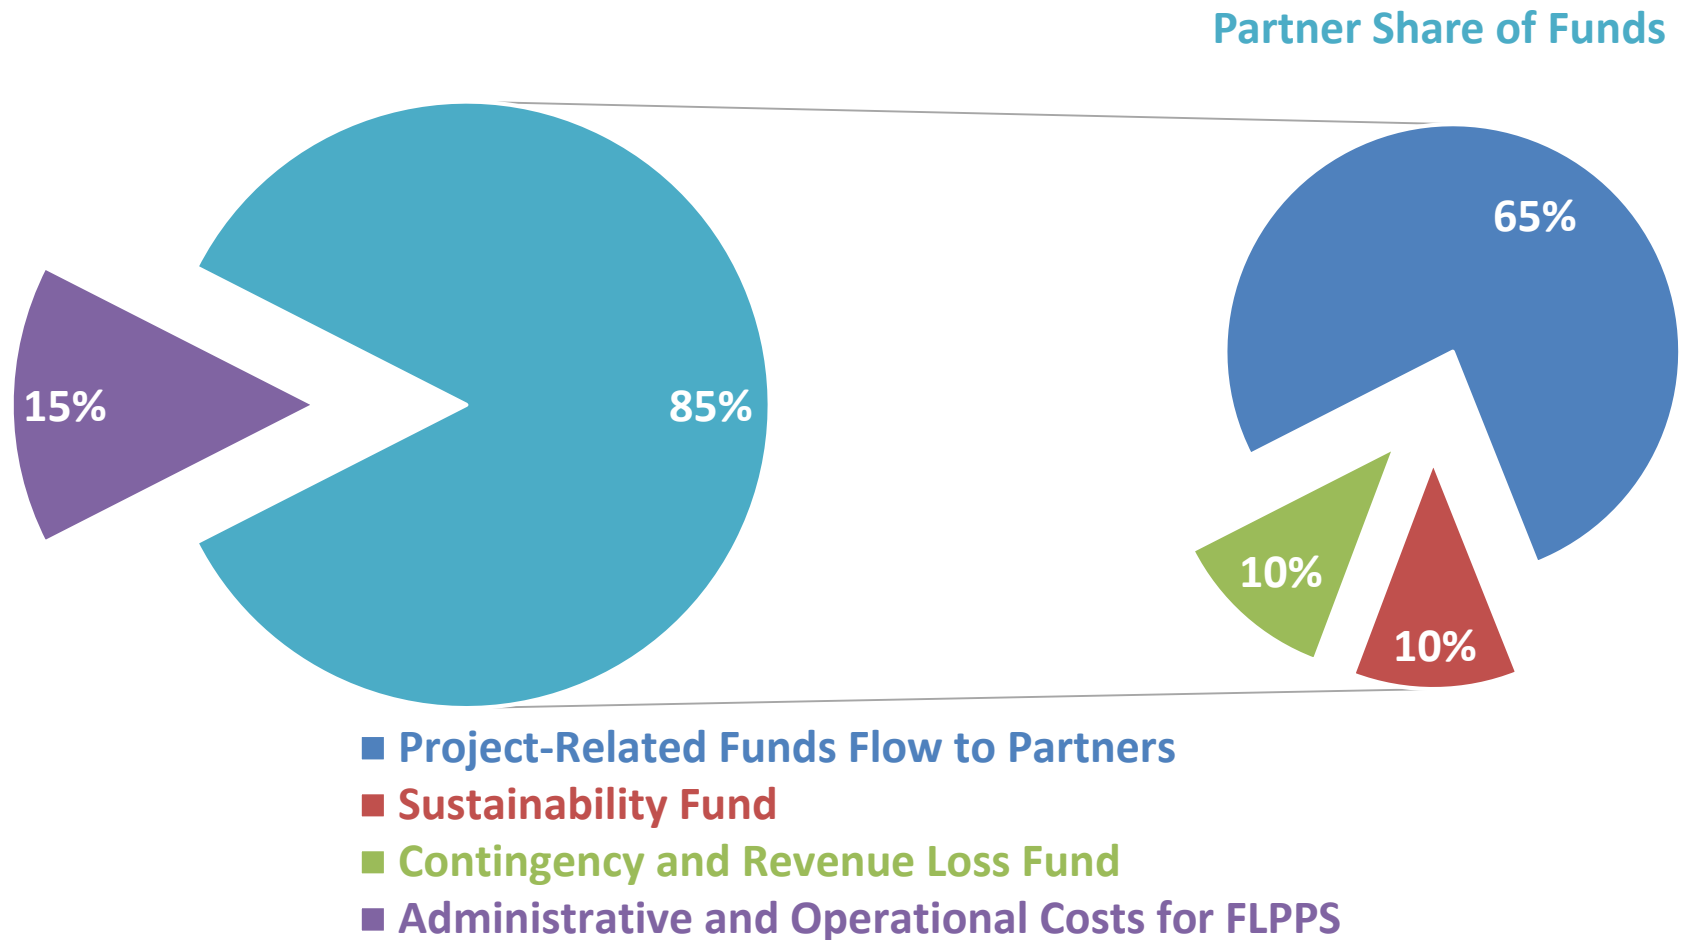 Partner Share of Funds
65%
15%
85%
10%
10%
Project-Related Funds Flow to Partners
Sustainability Fund
Contingency and Revenue Loss Fund
Administrative and Operational Costs for FLPPS